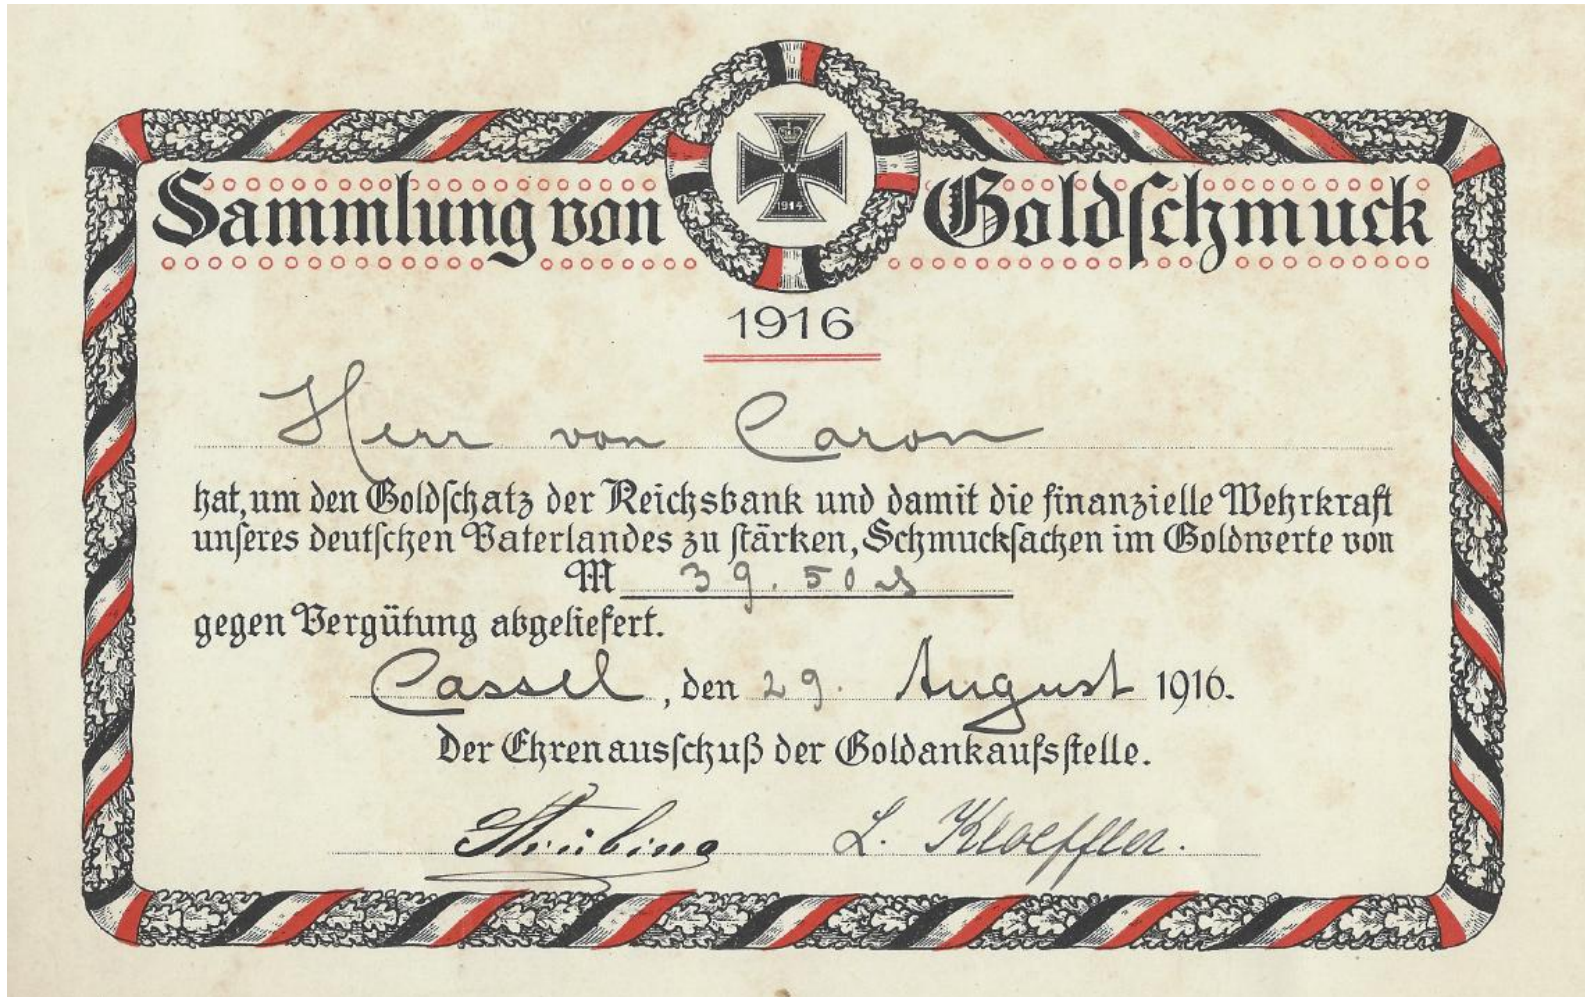 W
1914
Sammlung von Goldschmuck
1916
Herr von Caron
hat, um den Goldschatz der Reichsbank und damit die finanzielle Wehrkraft
unseres deutschen Vaterlandes zu stärken, Schmucksachen im Goldwerte von
M 39.50
gegen Vergütung abgeliefert.
Cassel, den 29. August 1916.
Der Ehrenausschuß der Goldankaufsstelle.
L. Kloeffler.